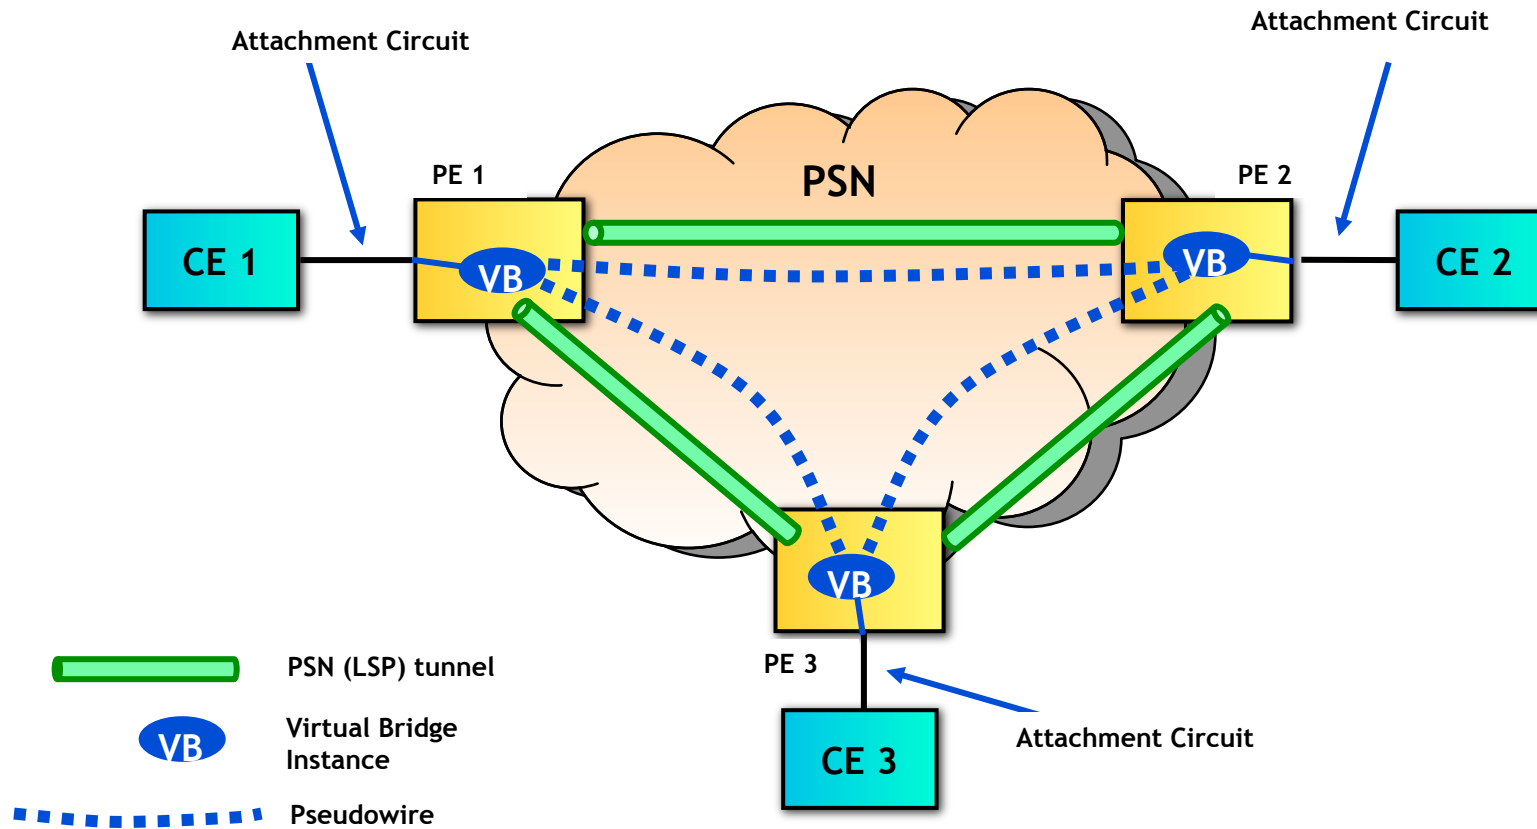 Attachment Circuit
Attachment Circuit
PE 1
PSN
PE 2
CE 1
VB
VB
CE 2
VB
PE 3
PSN (LSP) tunnel
Virtual Bridge
Instance
VB
CE 3
Attachment Circuit
Pseudowire